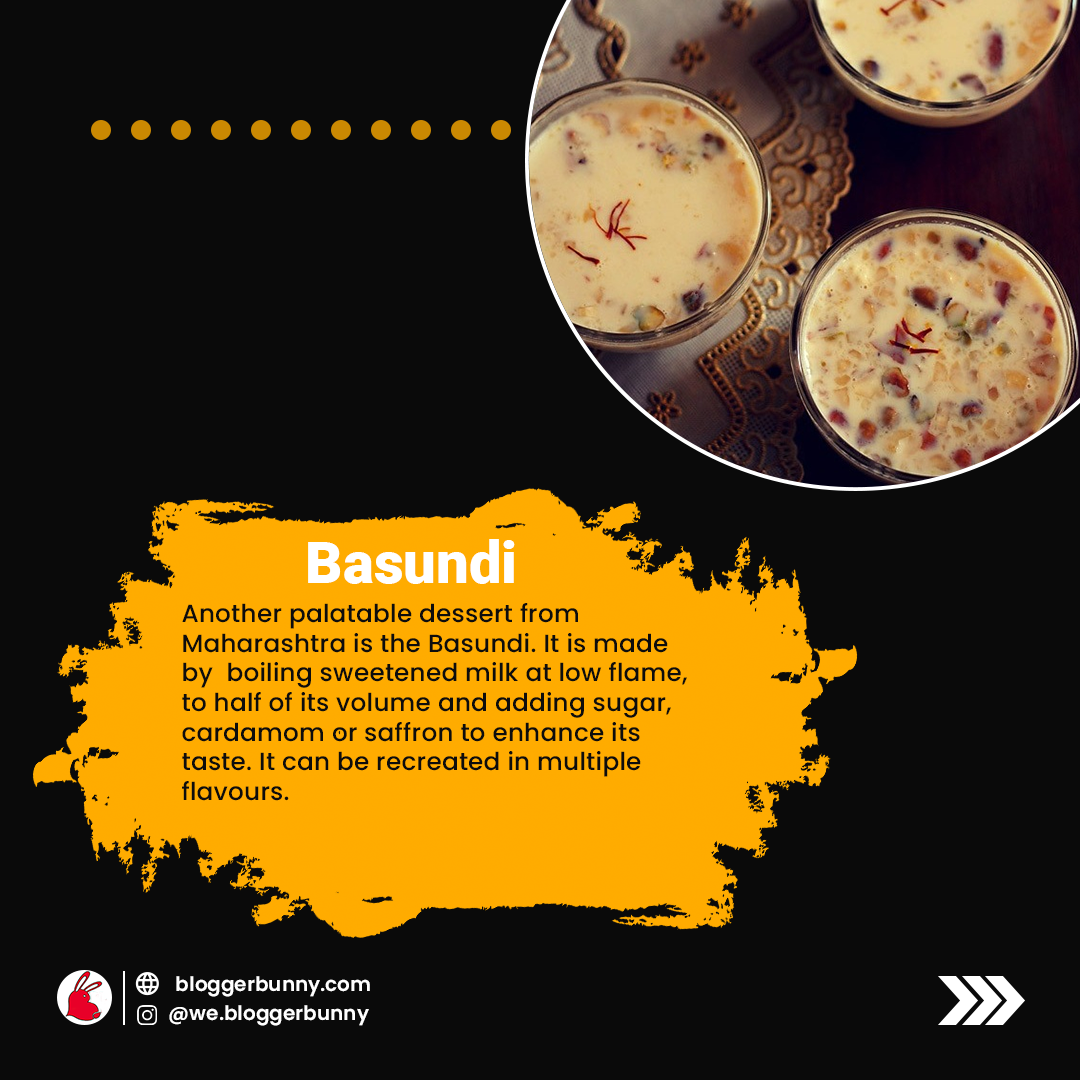 Basundi
Another palatable dessert from
Maharashtra is the Basundi. It is made
by  boiling sweetened milk at low flame,
to half of its volume and adding sugar,
cardamom or saffron to enhance its
taste. It can be recreated in multiple
flavours.
bloggerbunny.com
@we.bloggerbunny